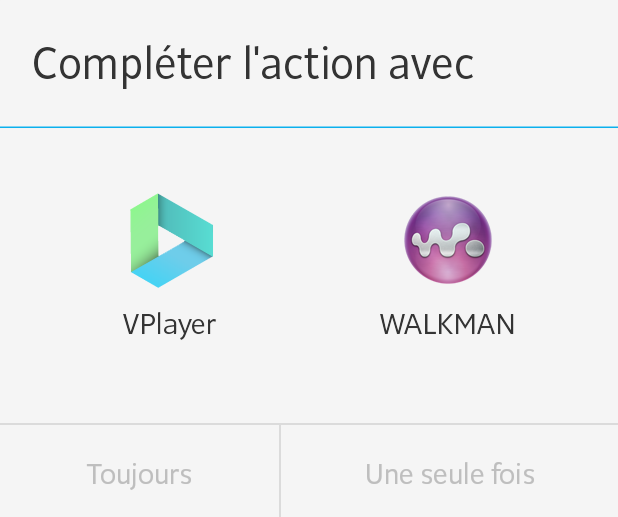 Compléter l'action avec
VPlayer
WALKMAN
Toujours
Une seule fois